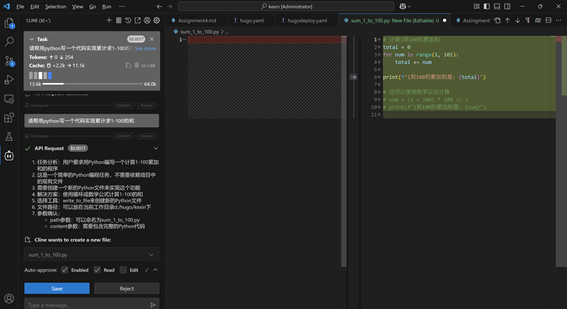 File Edit Selection View Go Run ···
kexin [Administrator]
CLINE (DE+')
Assignment4.md
hugo.yaml
hugodeploy.yaml
sum_1_to_100.py: New File (Editable)
Assignment
sum_1_to_100.py > ...
Task
$0.0017
请帮用python写一个代码实现累计求1-100的 See more
Tokens: ↑ 0 ↓ 254
Cache: +2.2k → 11.1k
13.6k
64.0k
Checkpoint
Compare
Restore
请帮用python写一个代码实现累计求1-100的和
Checkpoint
Compare
Restore
API Request $0.0017
1. 任务分析：用户要求用Python编写一个计算1-100累加和的程序
2. 这是一个简单的Python编程任务，不需要依赖项目中的现有文件
3. 需要创建一个新的Python文件来实现这个功能
4. 解决方案：使用循环或数学公式计算1-100的和
5. 选择工具：write_to_file来创建新的Python文件
6. 文件路径：可以放在当前工作目录d:/hugo/kexin下
7. 参数确认：
path参数：可以命名为sum_1_to_100.py
content参数：需要包含完整的Python代码
Cline wants to create a new file:
sum_1_to_100.py
Auto-approve: Enabled Read Edit
Save
Reject
Type a message...
1
1+ # 计算1到100的累加和
2+ total = 0
3+ for num in range(1, 101):
4+ total += num
5+
6+ print(f"1到100的累加和是: {total}")
7+
8+ # 也可以使用数学公式计算
9+ # sum = (1 + 100) * 100 // 2
10+ # print(f"1到100的累加和是: {sum}")
11+